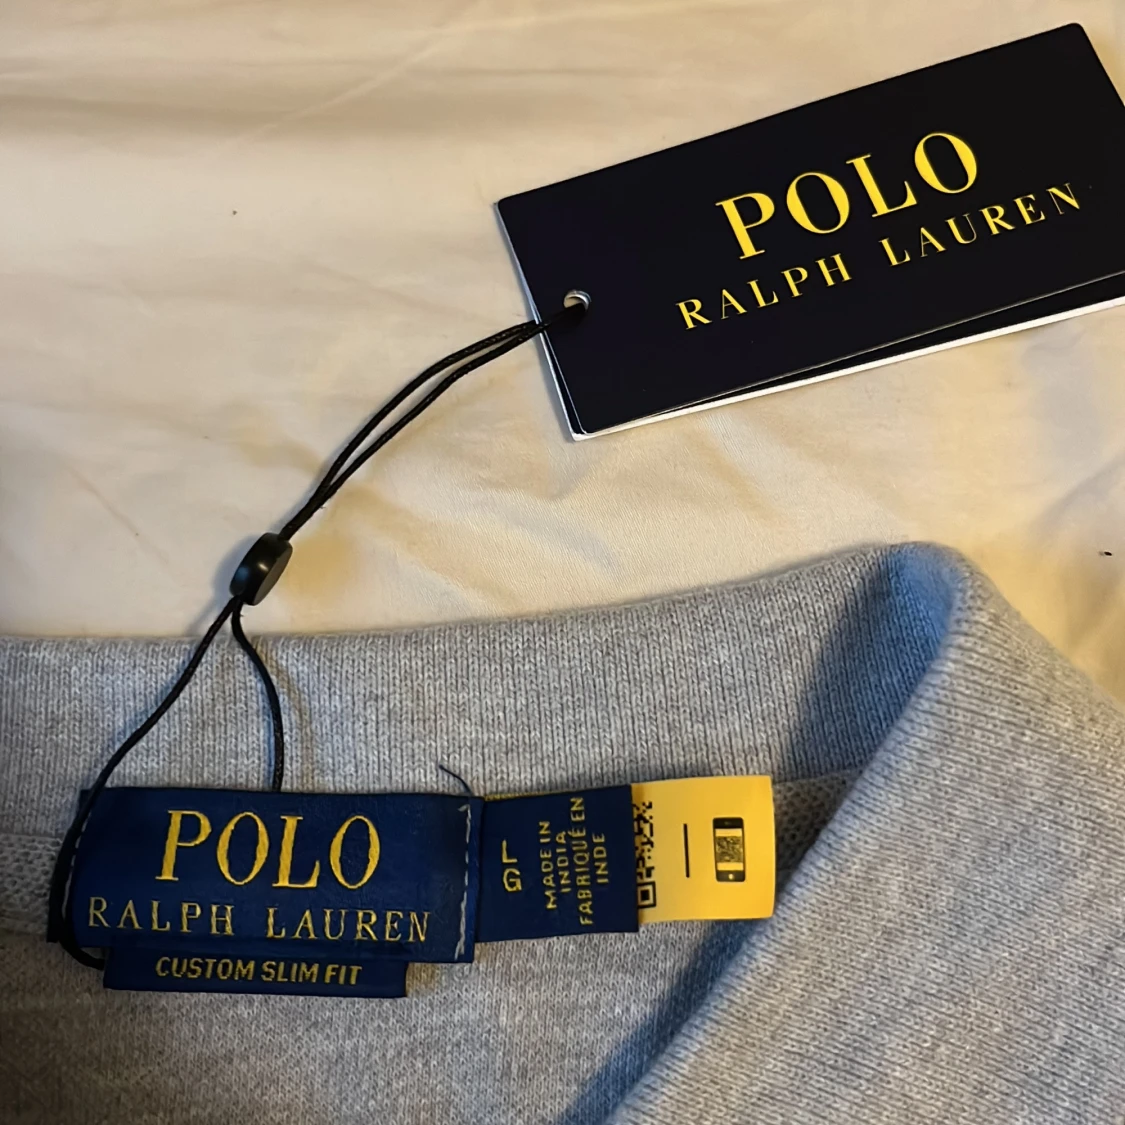 POLO
RALPH LAUREN
POLO
RALPH LAUREN
CUSTOM SLIM FIT
L
G
MADE IN
INDIA
FABRIQUÉ EN
INDE